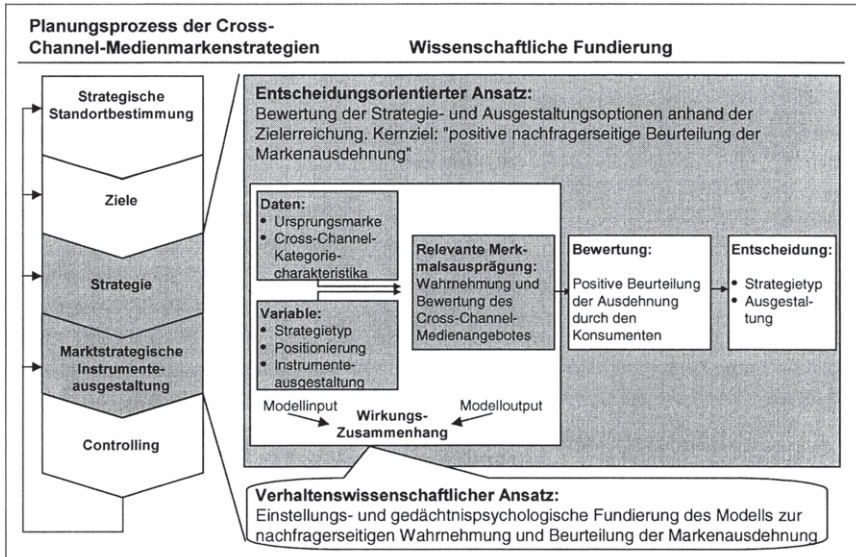 Planungsprozess der Cross-
Channel-Medienmarkenstrategien
Wissenschaftliche Fundierung
Strategische
Standortbestimmung
Ziele
Strategie
Marktstrategische
Instrumente-
ausgestaltung
Controlling
Entscheidungsorientierter Ansatz:
Bewertung der Strategie- und Ausgestaltungsoptionen anhand der
Zielerreichung. Kernziel: "positive nachfragerseitige Beurteilung der
Markenausdehnung"
Daten:
• Ursprungsmarke
• Cross-Channel-
Kategorie-
charakteristika
Variable:
• Strategietyp
• Positionierung
• Instrumente-
ausgestaltung
Relevante Merk-
malsausprägung:
Wahrnehmung und
Bewertung des
Cross-Channel-
Medienangebotes
Bewertung:
Positive Beurteilung
der Ausdehnung
durch den
Konsumenten
Entscheidung:
• Strategietyp
• Ausgestal-
tung
Modellinput
Modelloutput
Wirkungs-
Zusammenhang
Verhaltenswissenschaftlicher Ansatz:
Einstellungs- und gedächtnispsychologische Fundierung des Modells zur
nachfragerseitigen Wahrnehmung und Beurteilung der Markenausdehnung